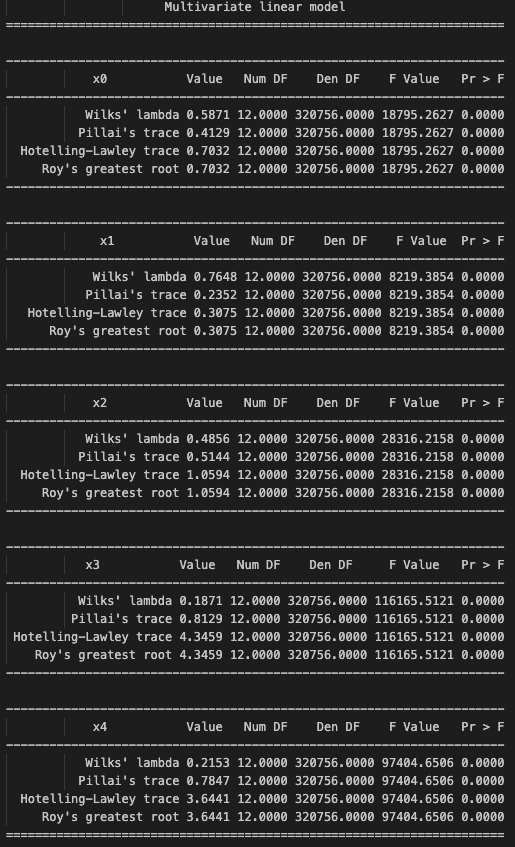 Multivariate linear model
================================================================
----------------------------------------------------------------
x0 Value Num DF Den DF F Value Pr > F
----------------------------------------------------------------
Wilks' lambda 0.5871 12.0000 320756.0000 18795.2627 0.0000
Pillai's trace 0.4129 12.0000 320756.0000 18795.2627 0.0000
Hotelling-Lawley trace 0.7032 12.0000 320756.0000 18795.2627 0.0000
Roy's greatest root 0.7032 12.0000 320756.0000 18795.2627 0.0000
----------------------------------------------------------------
----------------------------------------------------------------
x1 Value Num DF Den DF F Value Pr > F
----------------------------------------------------------------
Wilks' lambda 0.7648 12.0000 320756.0000 8219.3854 0.0000
Pillai's trace 0.2352 12.0000 320756.0000 8219.3854 0.0000
Hotelling-Lawley trace 0.3075 12.0000 320756.0000 8219.3854 0.0000
Roy's greatest root 0.3075 12.0000 320756.0000 8219.3854 0.0000
----------------------------------------------------------------
----------------------------------------------------------------
x2 Value Num DF Den DF F Value Pr > F
----------------------------------------------------------------
Wilks' lambda 0.4856 12.0000 320756.0000 28316.2158 0.0000
Pillai's trace 0.5144 12.0000 320756.0000 28316.2158 0.0000
Hotelling-Lawley trace 1.0594 12.0000 320756.0000 28316.2158 0.0000
Roy's greatest root 1.0594 12.0000 320756.0000 28316.2158 0.0000
----------------------------------------------------------------
----------------------------------------------------------------
x3 Value Num DF Den DF F Value Pr > F
----------------------------------------------------------------
Wilks' lambda 0.1871 12.0000 320756.0000 116165.5121 0.0000
Pillai's trace 0.8129 12.0000 320756.0000 116165.5121 0.0000
Hotelling-Lawley trace 4.3459 12.0000 320756.0000 116165.5121 0.0000
Roy's greatest root 4.3459 12.0000 320756.0000 116165.5121 0.0000
----------------------------------------------------------------
----------------------------------------------------------------
x4 Value Num DF Den DF F Value Pr > F
----------------------------------------------------------------
Wilks' lambda 0.2153 12.0000 320756.0000 97404.6506 0.0000
Pillai's trace 0.7847 12.0000 320756.0000 97404.6506 0.0000
Hotelling-Lawley trace 3.6441 12.0000 320756.0000 97404.6506 0.0000
Roy's greatest root 3.6441 12.0000 320756.0000 97404.6506 0.0000
================================================================